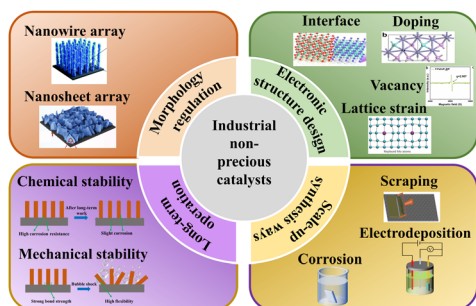 Nanowire array
Nanosheet array
Interface
Doping
b
Vacancy
Lattice strain
Morphology
regulation
Electronic
structure design
Industrial
non-
precious
catalysts
Long-term
operation
Scale-up
synthesis ways
Chemical stability
After long-term
work
High corrosion resistance
Slight corrosion
Mechanical stability
Bubble shock
Strong bond strength
High flexibility
Scraping
Electrodeposition
Corrosion